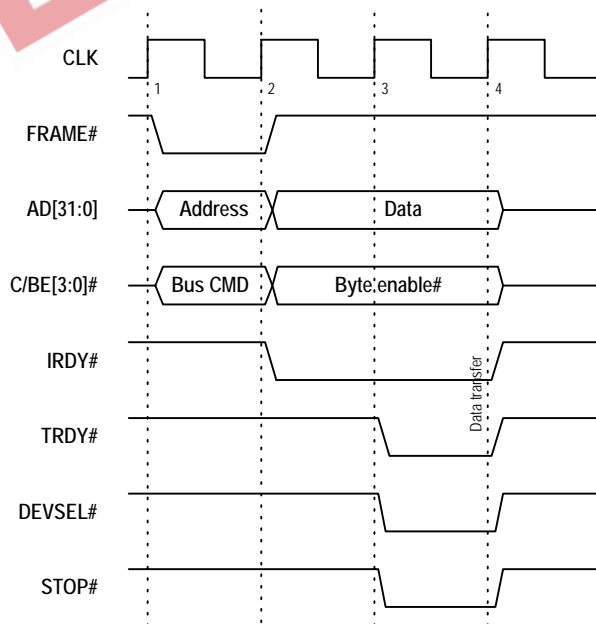 CLK
1
2
3
4
FRAME#
AD[31:0]
Address
Data
C/BE[3:0]#
Bus CMD
Byte enable#
IRDY#
Data transfer
TRDY#
DEVSEL#
STOP#